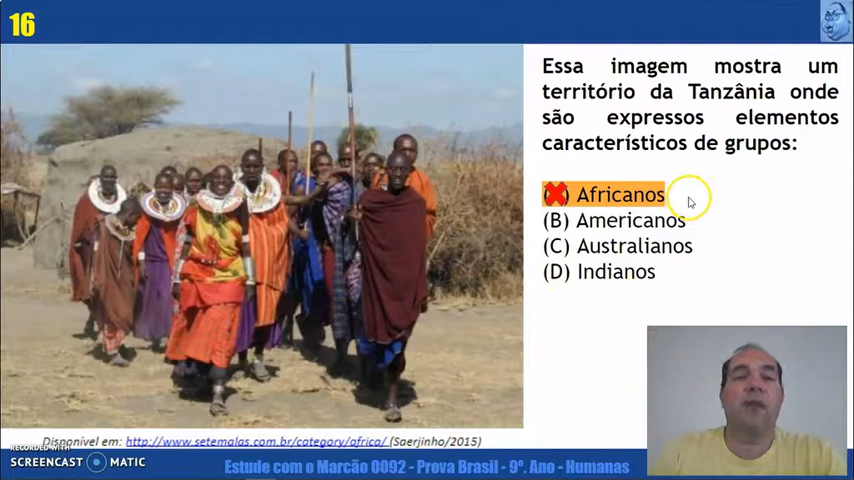 16
Essa imagem mostra um
território da Tanzânia onde
são expressos elementos
característicos de grupos:
) Africanos
(B) Americanos
(C) Australianos
(D) Indianos
Disponível em: http://www.setemalas.com.br/category/africa/ (Saerjinho/2015)
RECORDED WITH
SCREENCAST MATIC
Estude com o Marcão 0092 - Prova Brasil - 9º. Ano - Humanas